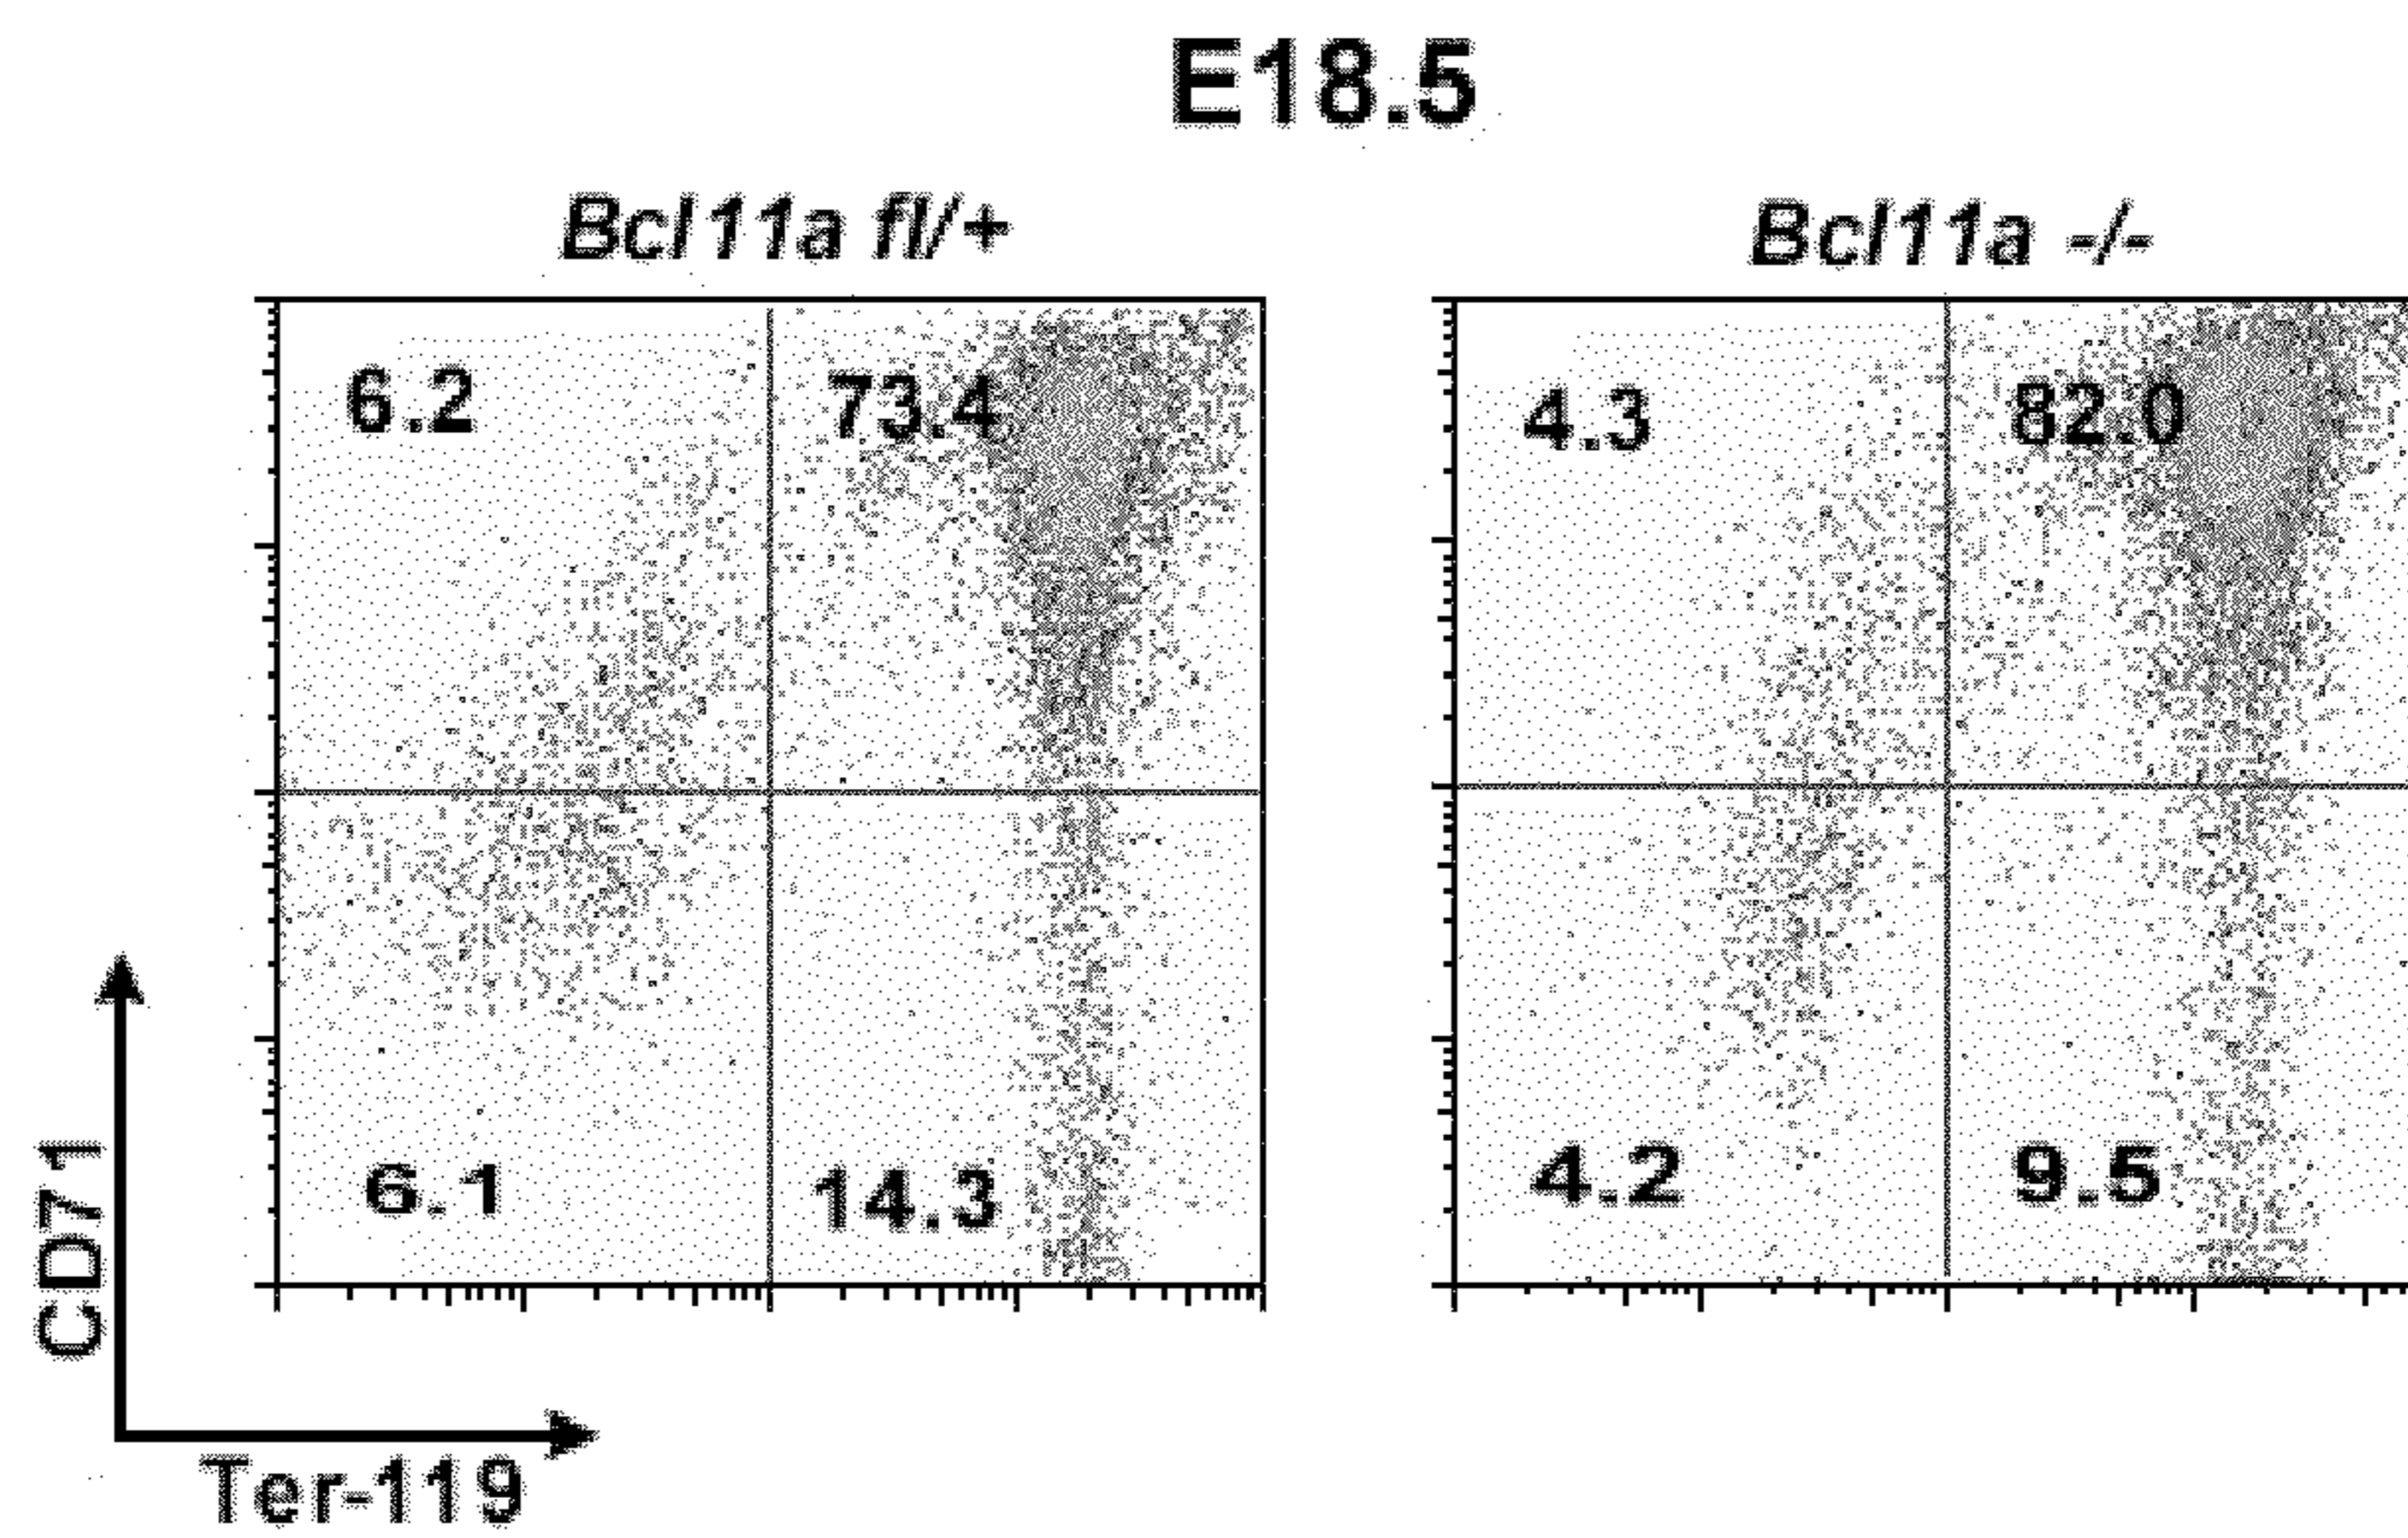 E18.5
Bcl11a fl/+
Bcl11a -/-
6.2
73.4
4.3
82.0
6.1
14.3
4.2
9.5
CD71
Ter-119